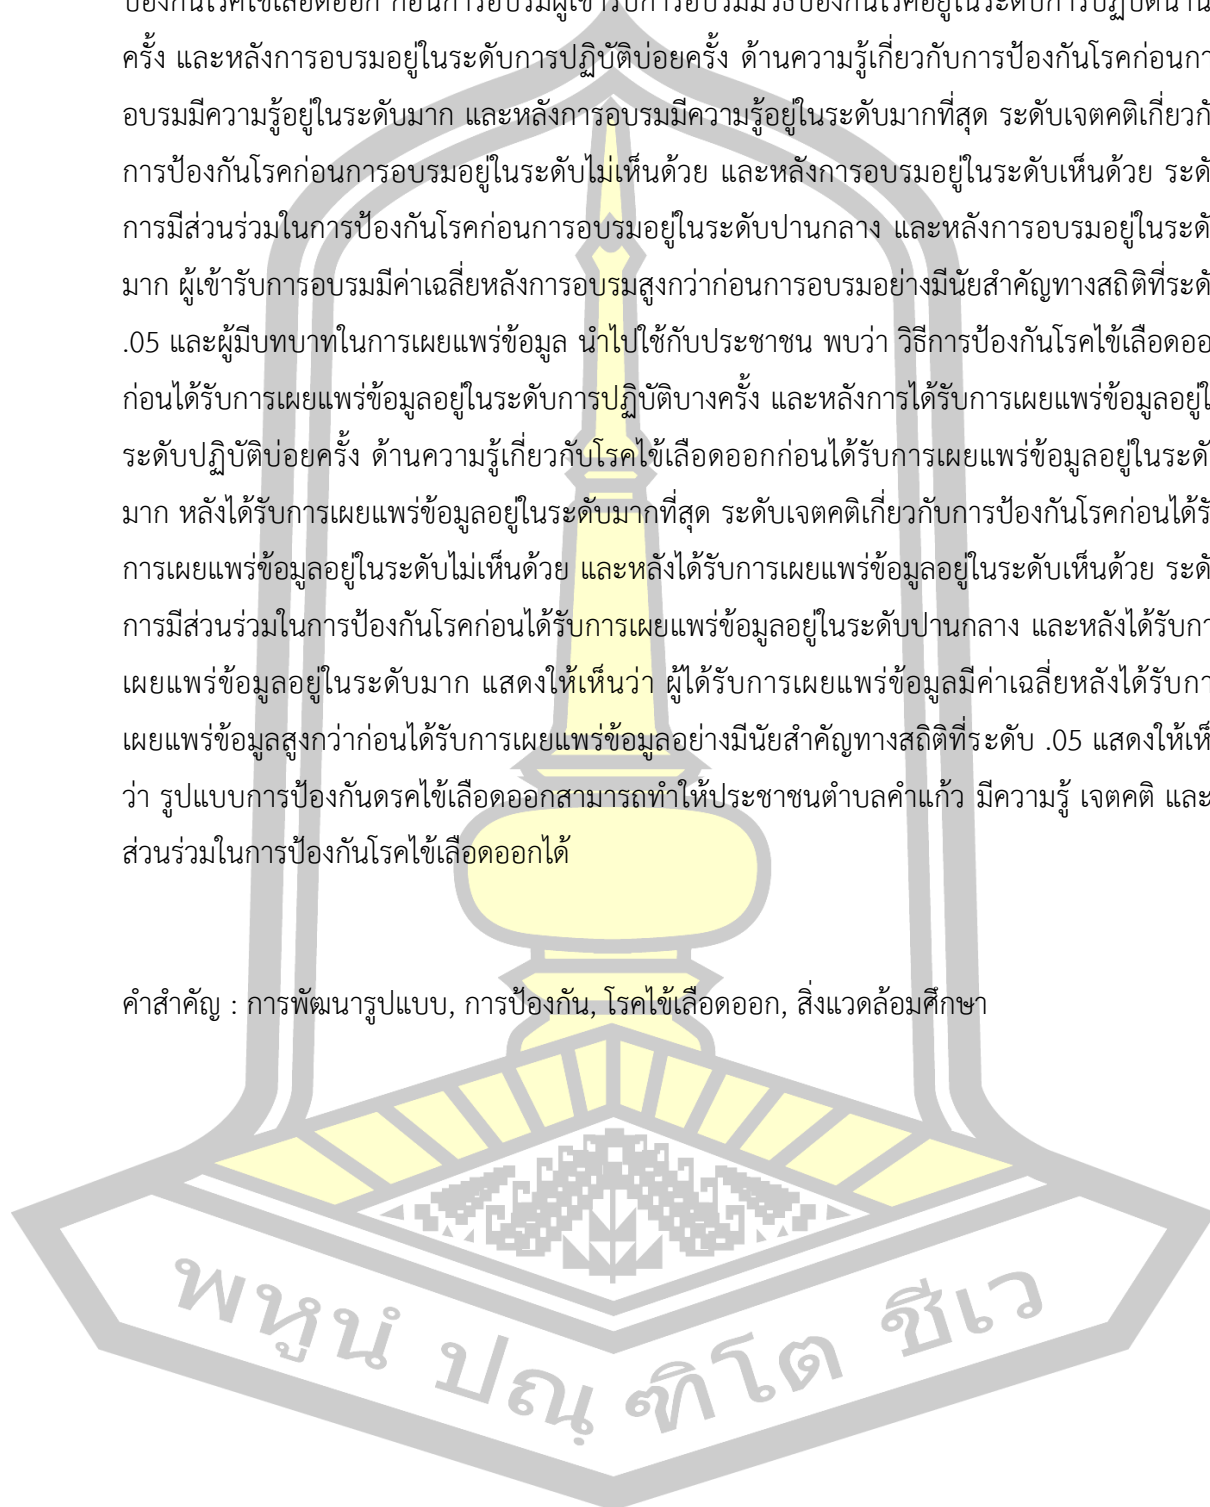 ป้องกันโรคไข้เลือดออก ก่อนการอบรมผู้เข้ารับการอบรมมีวิธีป้องกันโรคอยู่ในระดับการปฏิบัตินาน
ครั้ง และหลังการอบรมอยู่ในระดับการปฏิบัติบ่อยครั้ง ด้านความรู้เกี่ยวกับการป้องกันโรคก่อนกา
อบรมมีความรู้อยู่ในระดับมาก และหลังการอบรมมีความรู้อยู่ในระดับมากที่สุด ระดับเจตคติเกี่ยวกั
การป้องกันโรคก่อนการอบรมอยู่ในระดับไม่เห็นด้วย และหลังการอบรมอยู่ในระดับเห็นด้วย ระดั
การมีส่วนร่วมในการป้องกันโรคก่อนการอบรมอยู่ในระดับปานกลาง และหลังการอบรมอยู่ในระดั
มาก ผู้เข้ารับการอบรมมีค่าเฉลี่ยหลังการอบรมสูงกว่าก่อนการอบรมอย่างมีนัยสำคัญทางสถิติที่ระดั
.05 และผู้มีบทบาทในการเผยแพร่ข้อมูล นำไปใช้กับประชาชน พบว่า วิธีการป้องกันโรคไข้เลือดออ
ก่อนได้รับการเผยแพร่ข้อมูลอยู่ในระดับการปฏิบัติบางครั้ง และหลังการได้รับการเผยแพร่ข้อมูลอยู่ใ
ระดับปฏิบัติบ่อยครั้ง ด้านความรู้เกี่ยวกับโรคไข้เลือดออกก่อนได้รับการเผยแพร่ข้อมูลอยู่ในระดั
มาก หลังได้รับการเผยแพร่ข้อมูลอยู่ในระดับมากที่สุด ระดับเจตคติเกี่ยวกับการป้องกันโรคก่อนได้รั
การเผยแพร่ข้อมูลอยู่ในระดับไม่เห็นด้วย และหลังได้รับการเผยแพร่ข้อมูลอยู่ในระดับเห็นด้วย ระดั
การมีส่วนร่วมในการป้องกันโรคก่อนได้รับการเผยแพร่ข้อมูลอยู่ในระดับปานกลาง และหลังได้รับกา
เผยแพร่ข้อมูลอยู่ในระดับมาก แสดงให้เห็นว่า ผู้ได้รับการเผยแพร่ข้อมูลมีค่าเฉลี่ยหลังได้รับกา
เผยแพร่ข้อมูลสูงกว่าก่อนได้รับการเผยแพร่ข้อมูลอย่างมีนัยสำคัญทางสถิติที่ระดับ .05 แสดงให้เห็
ว่า รูปแบบการป้องกันดรคไข้เลือดออกสามารถทำให้ประชาชนตำบลคำแก้ว มีความรู้ เจตคติ และ
ส่วนร่วมในการป้องกันโรคไข้เลือดออกได้
คำสำคัญ : การพัฒนารูปแบบ, การป้องกัน, โรคไข้เลือดออก, สิ่งแวดล้อมศึกษา
พหูนํ ปณฺฑิโต ชีเว